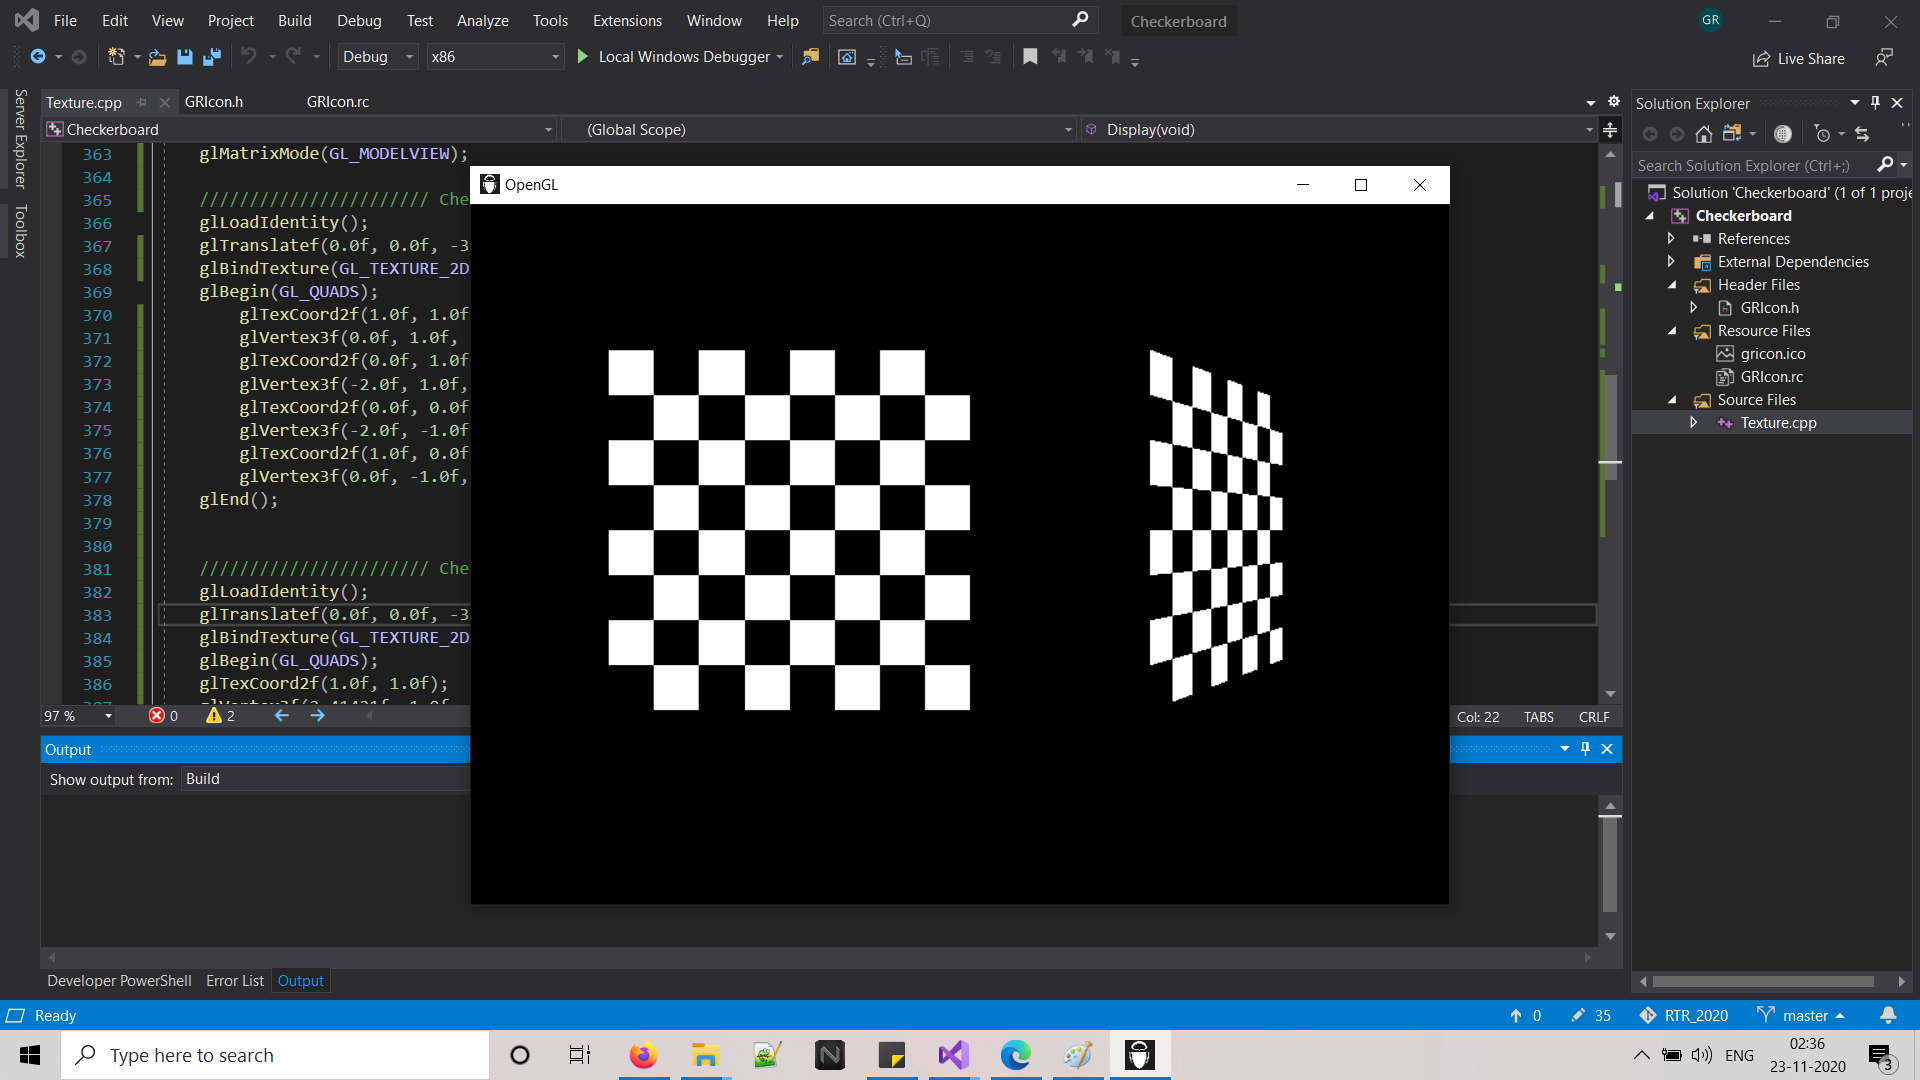 File Edit View Project Build Debug Test Analyze Tools Extensions Window Help Search (Ctrl+Q) Checkerboard GR
Debug x86 Local Windows Debugger Live Share
Server Explorer
Toolbox
Texture.cpp GRIcon.h GRIcon.rc
Checkerboard (Global Scope) Display(void)
363 glMatrixMode(GL_MODELVIEW);
364
365 /////////////////////// Che
366 glLoadIdentity();
367 glTranslatef(0.0f, 0.0f, -3
368 glBindTexture(GL_TEXTURE_2D
369 glBegin(GL_QUADS);
370 glTexCoord2f(1.0f, 1.0f
371 glVertex3f(0.0f, 1.0f,
372 glTexCoord2f(0.0f, 1.0f
373 glVertex3f(-2.0f, 1.0f,
374 glTexCoord2f(0.0f, 0.0f
375 glVertex3f(-2.0f, -1.0f
376 glTexCoord2f(1.0f, 0.0f
377 glVertex3f(0.0f, -1.0f,
378 glEnd();
379
380
381 /////////////////////// Che
382 glLoadIdentity();
383 glTranslatef(0.0f, 0.0f, -3
384 glBindTexture(GL_TEXTURE_2D
385 glBegin(GL_QUADS);
386 glTexCoord2f(1.0f, 1.0f);
OpenGL
97 % 0 2 Col: 22 TABS CRLF
Output
Show output from: Build
Developer PowerShell Error List Output
Solution Explorer
Search Solution Explorer (Ctrl+;)
Solution 'Checkerboard' (1 of 1 proje
Checkerboard
References
External Dependencies
Header Files
GRIcon.h
Resource Files
gricon.ico
GRIcon.rc
Source Files
Texture.cpp
Ready 0 35 RTR_2020 master
Type here to search ENG 02:36
23-11-2020 3